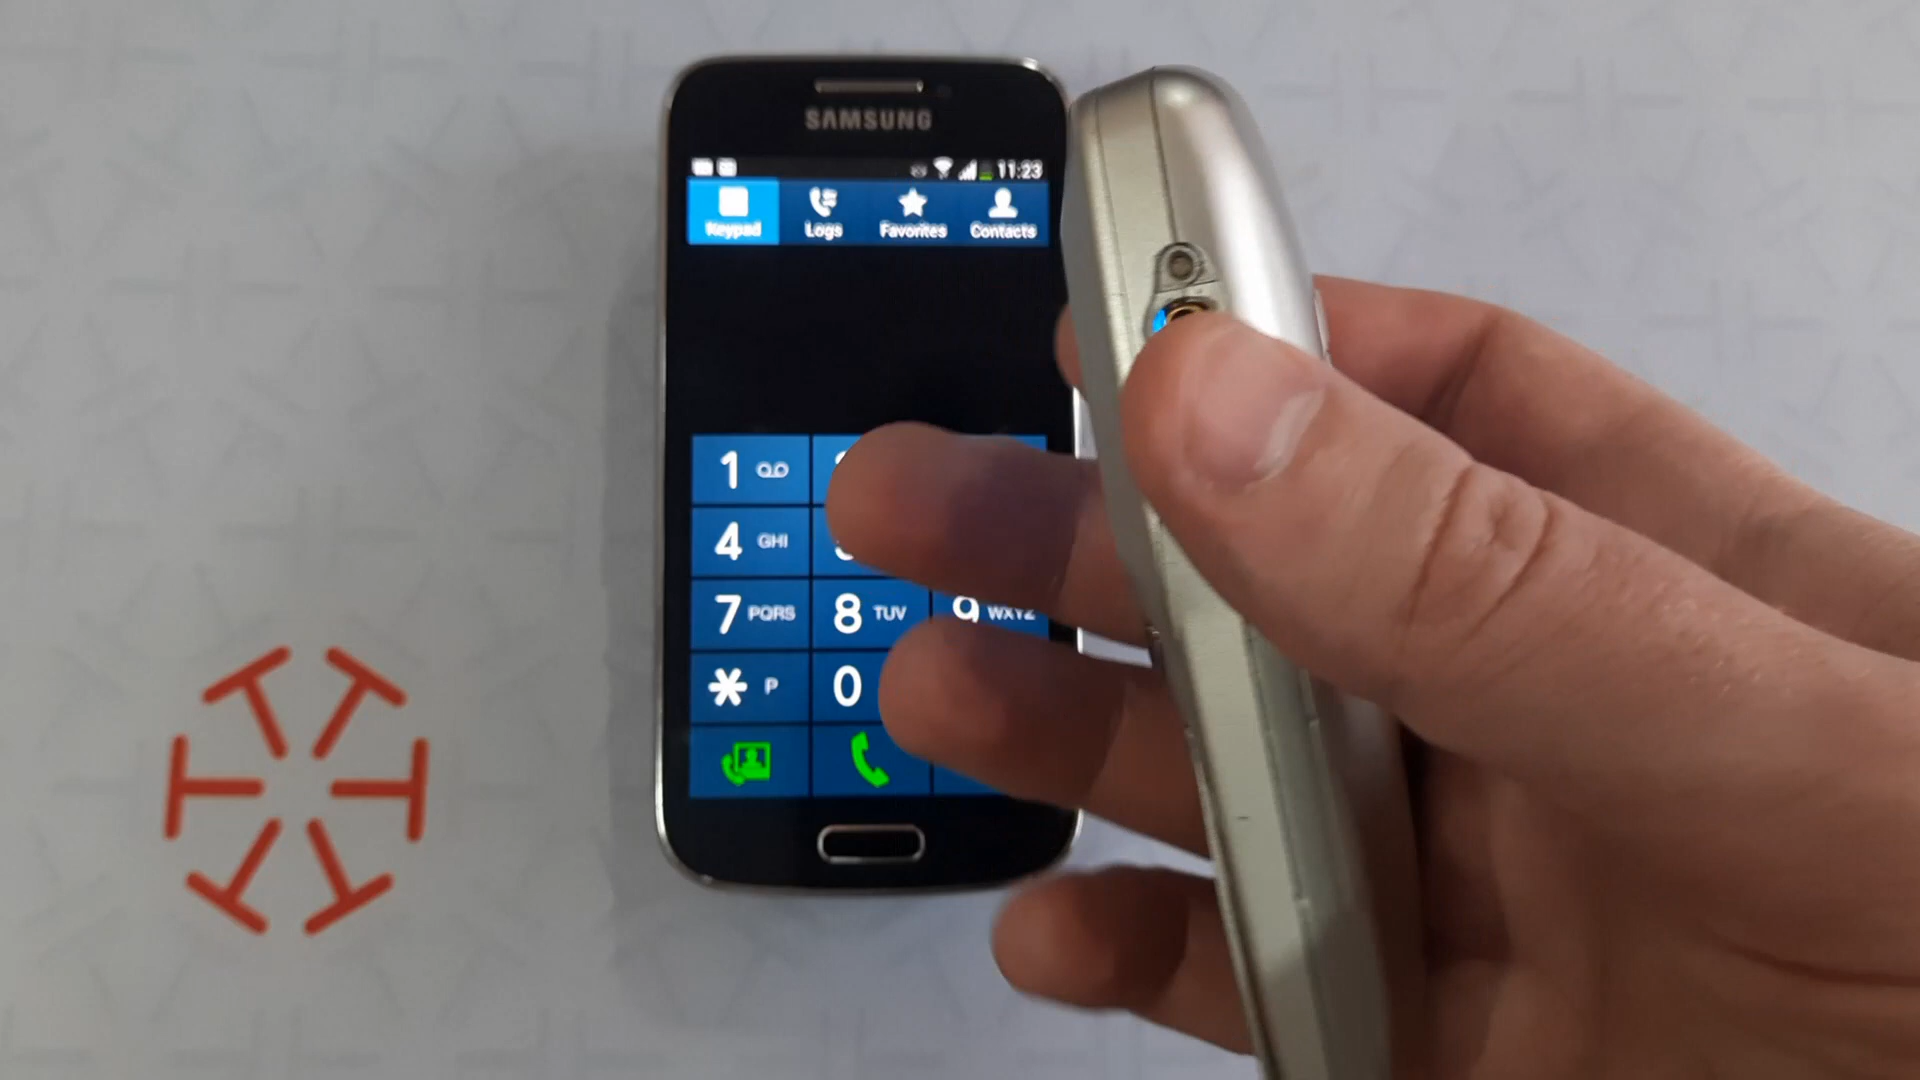 SAMSUNG
11:23
Keypad Logs Favorites Contacts
1
4 GHI
7 PQRS 8 TUV 9 WXYZ
* P 0